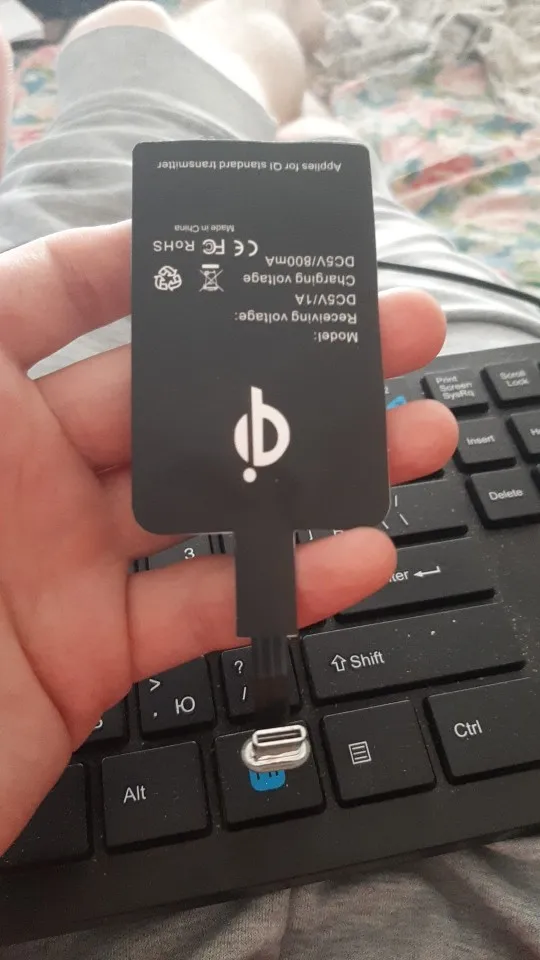 Applies for QI standard transmitter
Model:
Receiving voltage:
DC5V/1A
Charging voltage
DC5V/800mA
CE FC RoHS
Made in China
Print
Screen
SysRq
Scroll
Lock
Insert
Delete
Shift
Ctrl
Alt
3
>
.
Ю
?
/
\
/